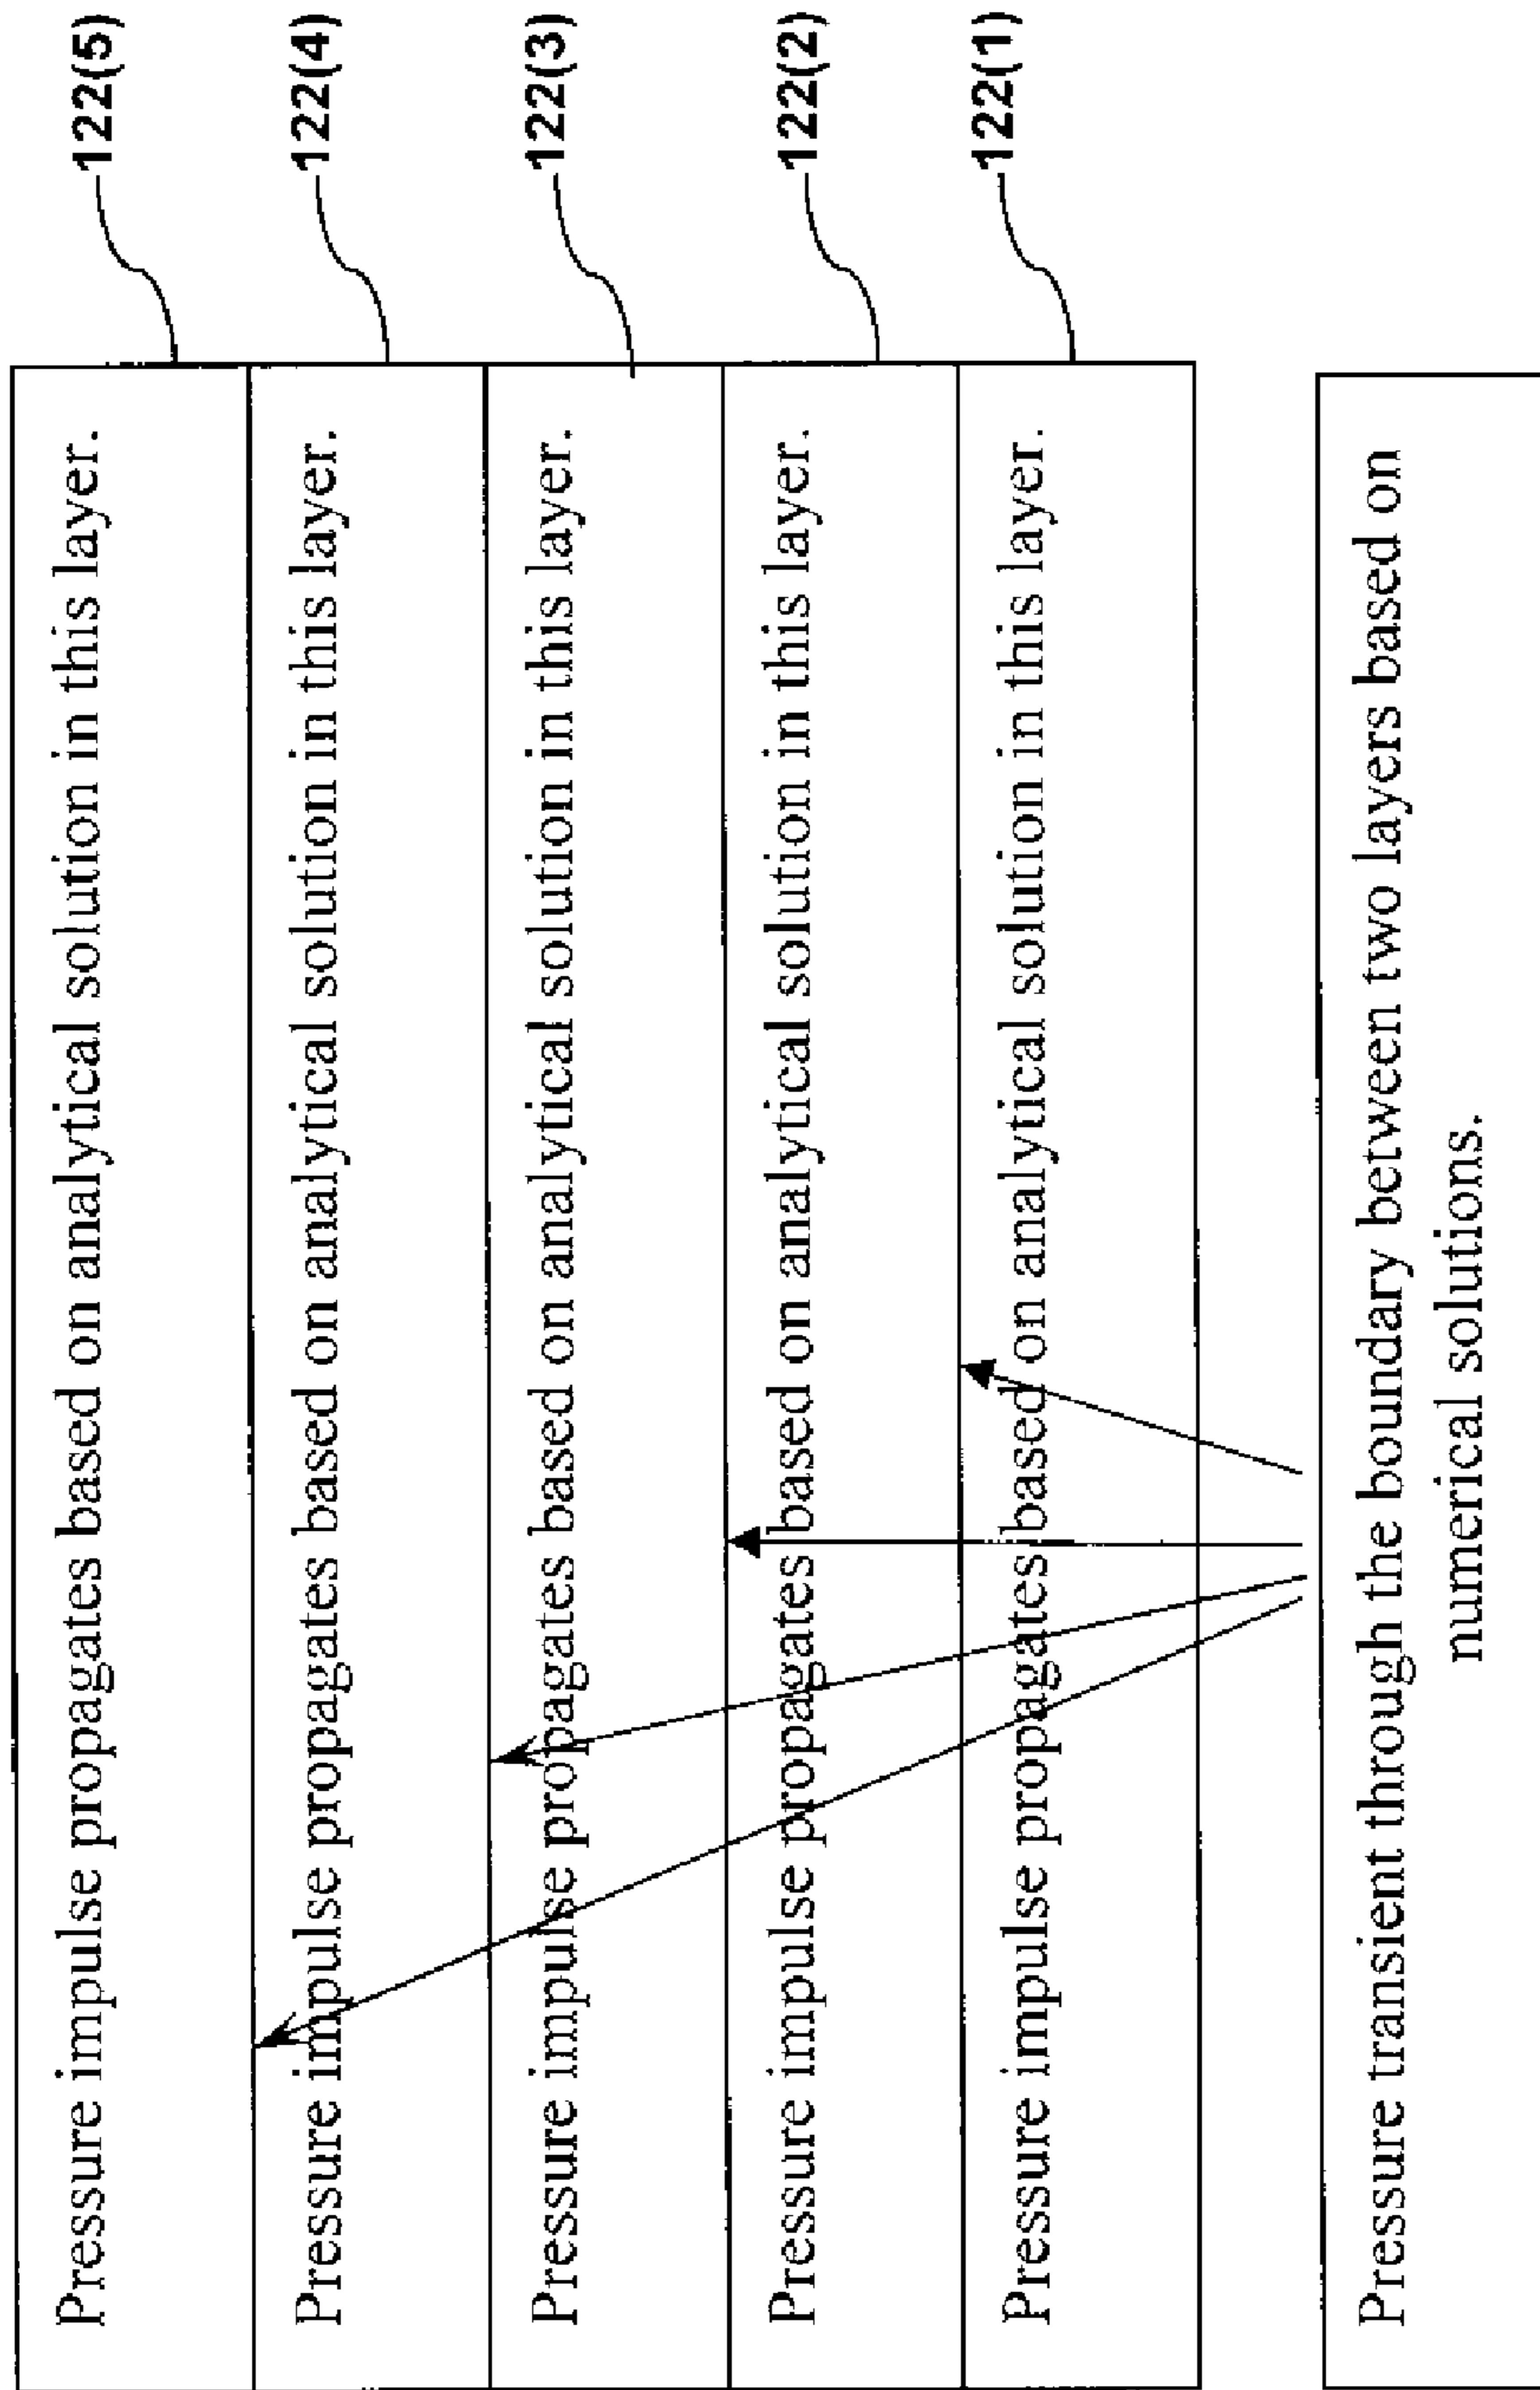 Pressure impulse propagates based on analytical solution in this layer.
122(5)
Pressure impulse propagates based on analytical solution in this layer.
122(4)
Pressure impulse propagates based on analytical solution in this layer.
122(3)
Pressure impulse propagates based on analytical solution in this layer.
122(2)
Pressure impulse propagates based on analytical solution in this layer.
122(1)
Pressure transient through the boundary between two layers based on
numerical solutions.